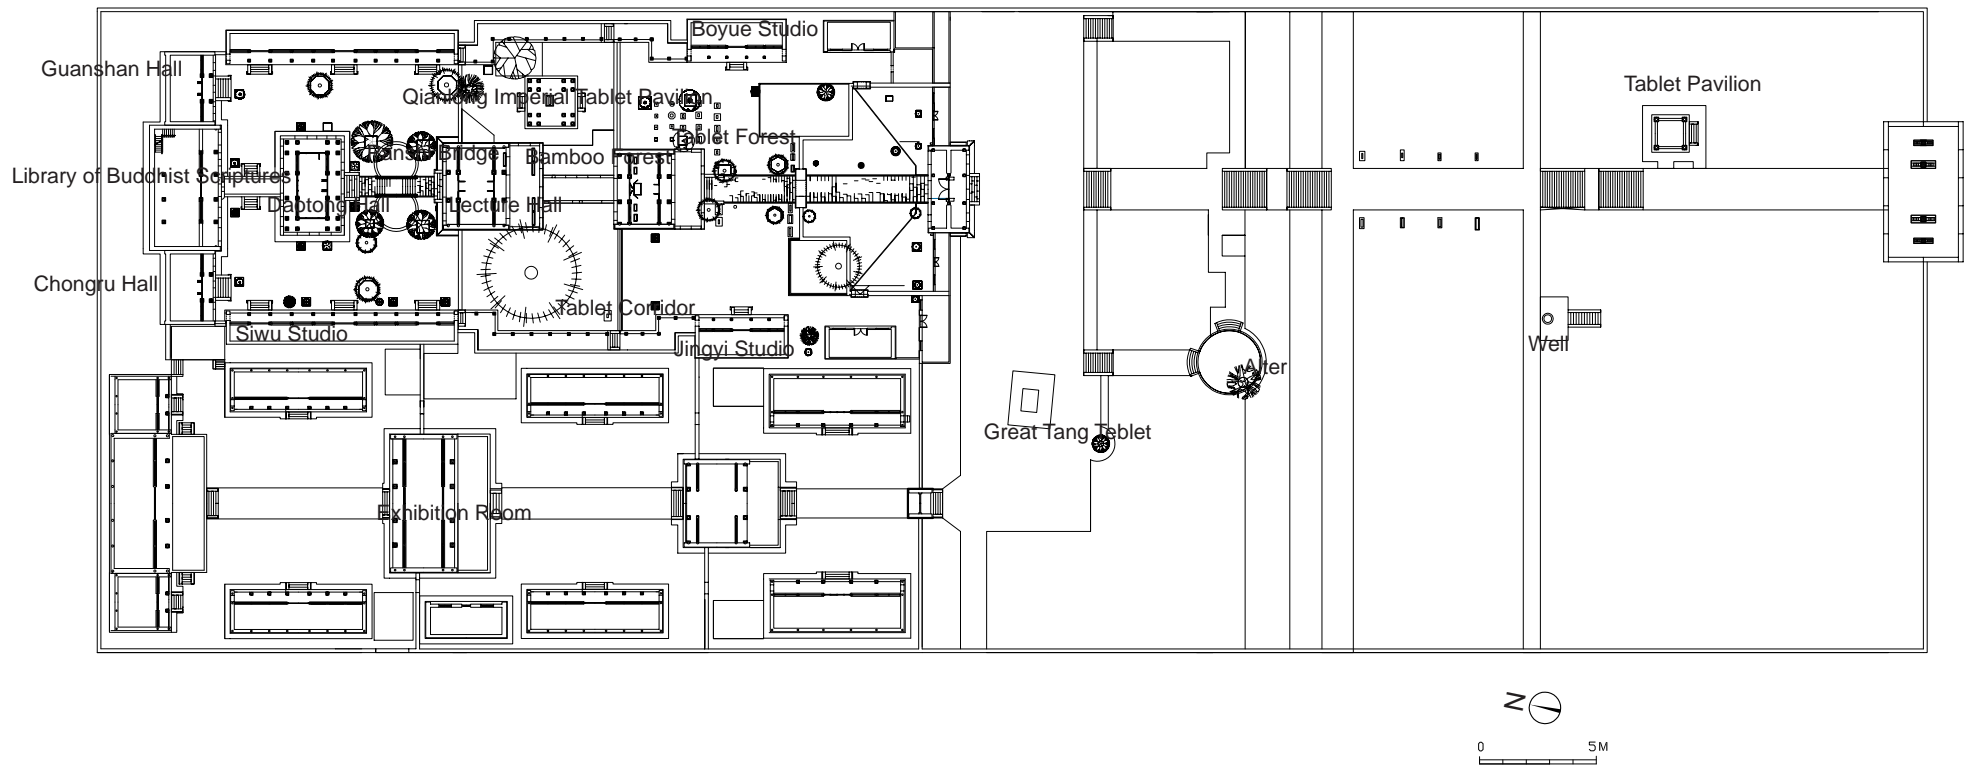 Boyue Studio
Guanshan Hall
Tablet Pavilion
Qianlong Imperial Tablet Pavilion
Tablet Forest
Bamboo Forest
Library of Buddhist Scriptures
Daotong Hall
Lecture Hall
Chongru Hall
Tablet Corridor
Siwu Studio
Jingyi Studio
Well
Alter
Great Tang Teblet
Exhibition Room
N
0 5M